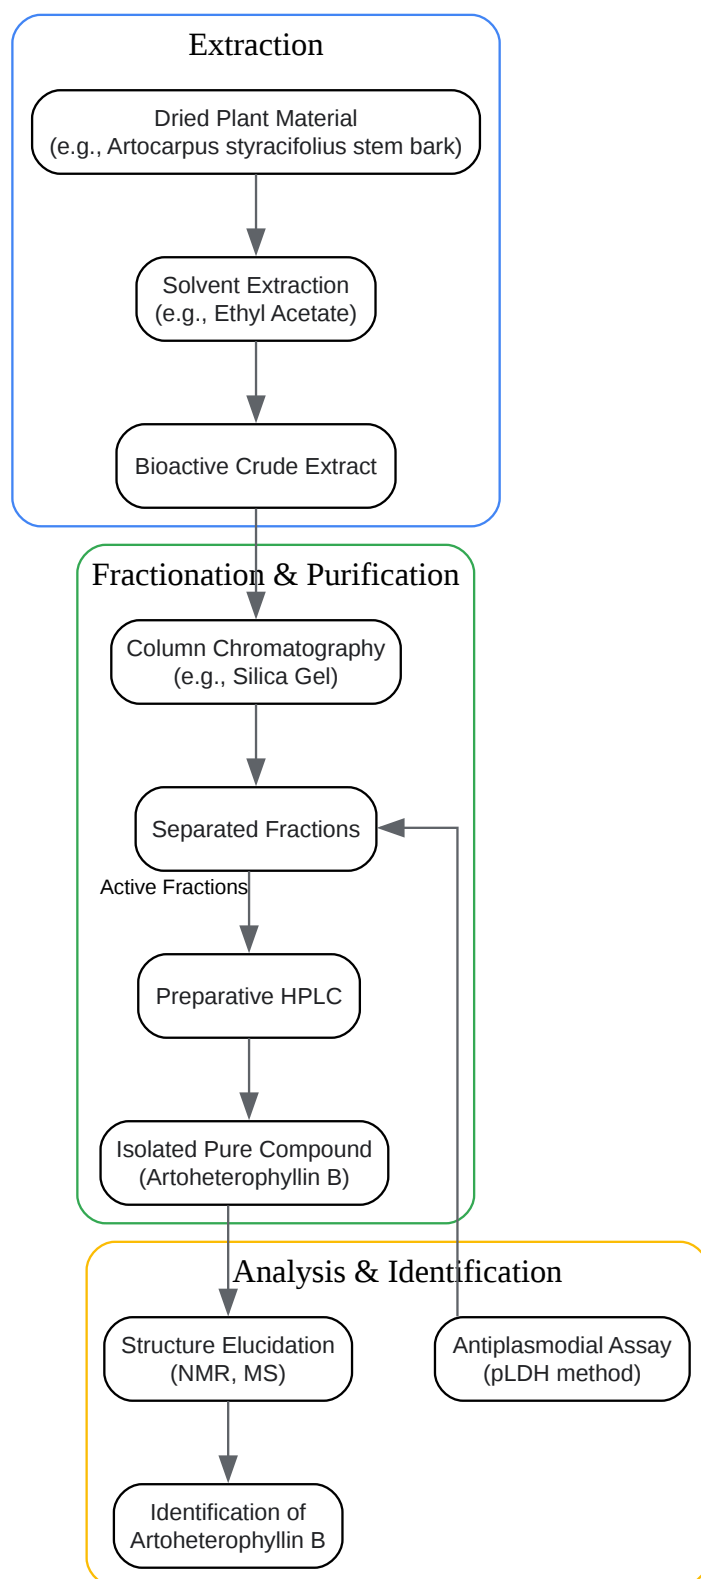 Extraction
Dried Plant Material
(e.g., Artocarpus styracifolius stem bark)
Solvent Extraction
(e.g., Ethyl Acetate)
Bioactive Crude Extract
Fractionation & Purification
Column Chromatography
(e.g., Silica Gel)
Separated Fractions
Active Fractions
Preparative HPLC
Isolated Pure Compound
(Artoheterophyllin B)
Analysis & Identification
Structure Elucidation
(NMR, MS)
Antiplasmodial Assay
(pLDH method)
Identification of
Artoheterophyllin B